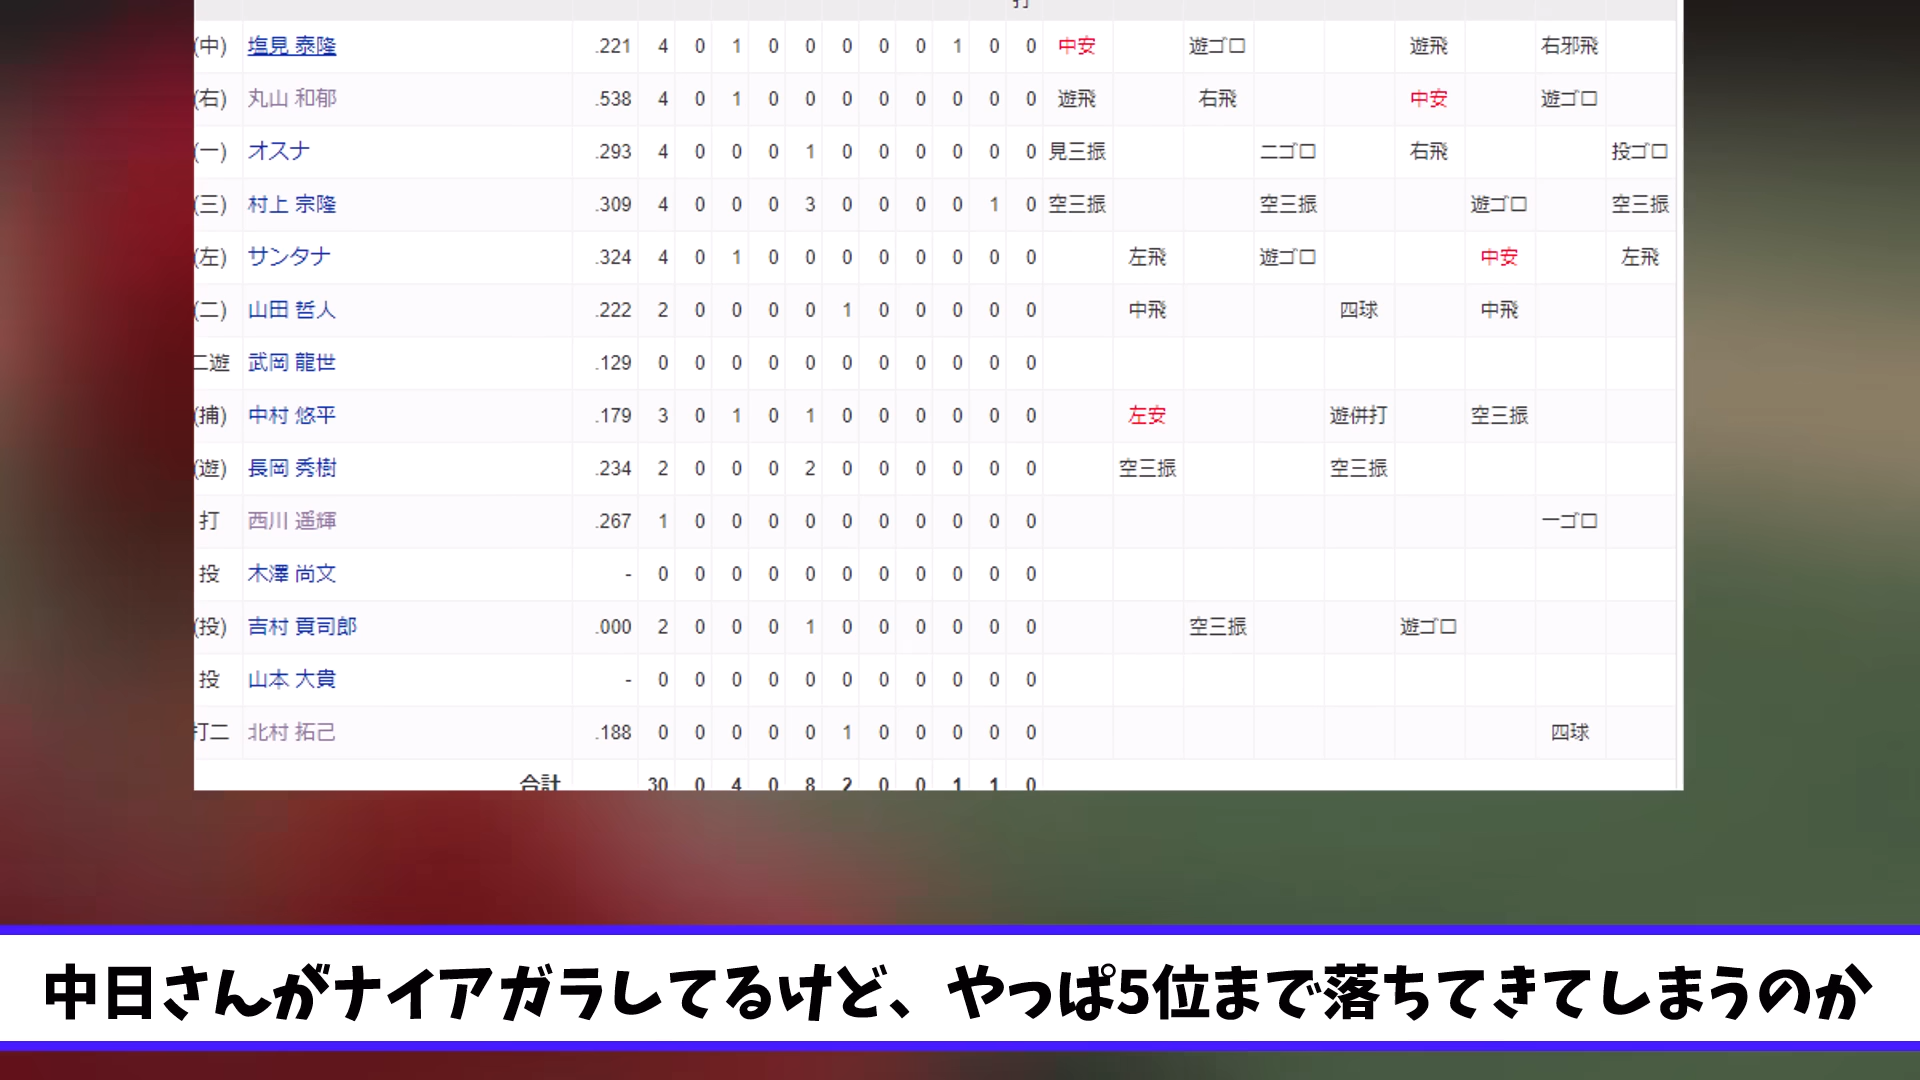 (中) 塩見 泰隆 .221 4 0 1 0 0 0 0 0 1 0 0 中安 遊ゴロ 遊飛 右邪飛
(右) 丸山 和郁 .538 4 0 1 0 0 0 0 0 0 0 0 遊飛 右飛 中安 遊ゴロ
(一) オスナ .293 4 0 0 0 1 0 0 0 0 0 0 見三振 二ゴロ 右飛 投ゴロ
(三) 村上 宗隆 .309 4 0 0 0 3 0 0 0 0 1 0 空三振 空三振 遊ゴロ 空三振
(左) サンタナ .324 4 0 1 0 0 0 0 0 0 0 0 左飛 遊ゴロ 中安 左飛
(二) 山田 哲人 .222 2 0 0 0 0 1 0 0 0 0 0 中飛 四球 中飛
二遊 武岡 龍世 .129 0 0 0 0 0 0 0 0 0 0 0
(捕) 中村 悠平 .179 3 0 1 0 1 0 0 0 0 0 0 左安 遊併打 空三振
(遊) 長岡 秀樹 .234 2 0 0 0 2 0 0 0 0 0 0 空三振 空三振
打 西川 遥輝 .267 1 0 0 0 0 0 0 0 0 0 0 一ゴロ
投 木澤 尚文 - 0 0 0 0 0 0 0 0 0 0 0
(投) 吉村 貢司郎 .000 2 0 0 0 1 0 0 0 0 0 0 空三振 遊ゴロ
投 山本 大貴 - 0 0 0 0 0 0 0 0 0 0 0
打二 北村 拓己 .188 0 0 0 0 0 1 0 0 0 0 0 四球
合計 30 0 4 0 8 2 0 0 1 1 0
中日さんがナイアガラしてるけど、やっぱ5位まで落ちてきてしまうのか